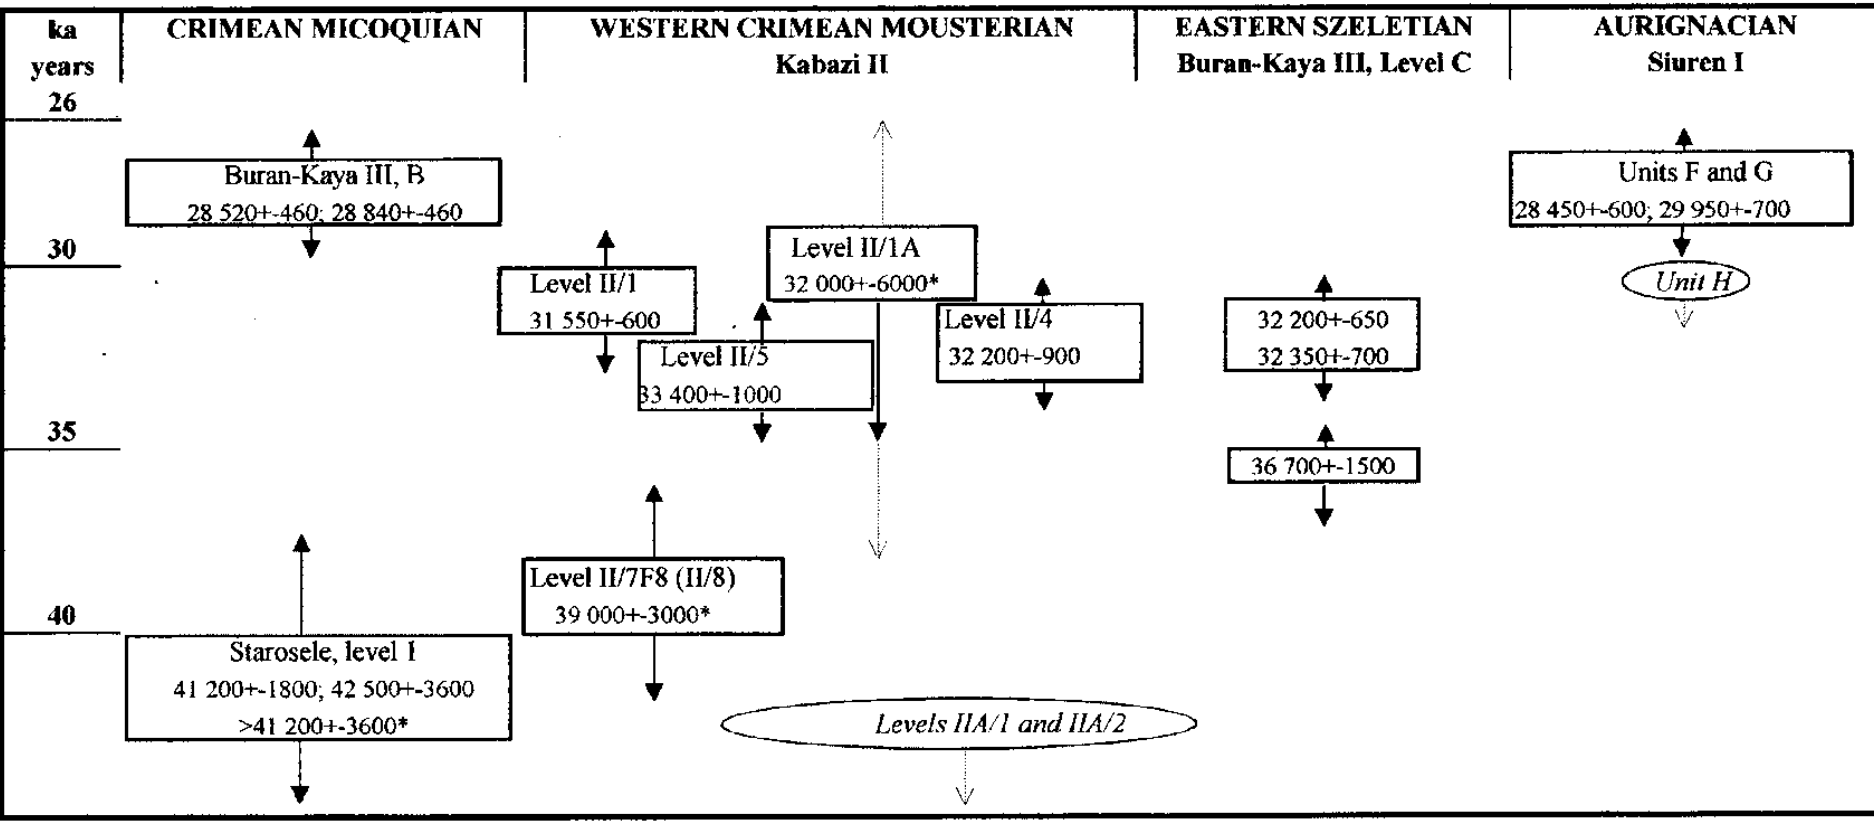 ka
years
26
CRIMEAN MICOQUIAN
WESTERN CRIMEAN MOUSTERIAN
Kabazi II
EASTERN SZELETIAN
Buran-Kaya III, Level C
AURIGNACIAN
Siuren I
Buran-Kaya III, B
28 520+-460; 28 840+-460
Units F and G
28 450+-600; 29 950+-700
30
Level II/1A
32 000+-6000*
Level II/1
31 550+-600
Unit H
Level II/4
32 200+-900
32 200+-650
32 350+-700
Level II/5
33 400+-1000
35
36 700+-1500
Level II/7F8 (II/8)
39 000+-3000*
40
Starosele, level 1
41 200+-1800; 42 500+-3600
>41 200+-3600*
Levels IIA/1 and IIA/2